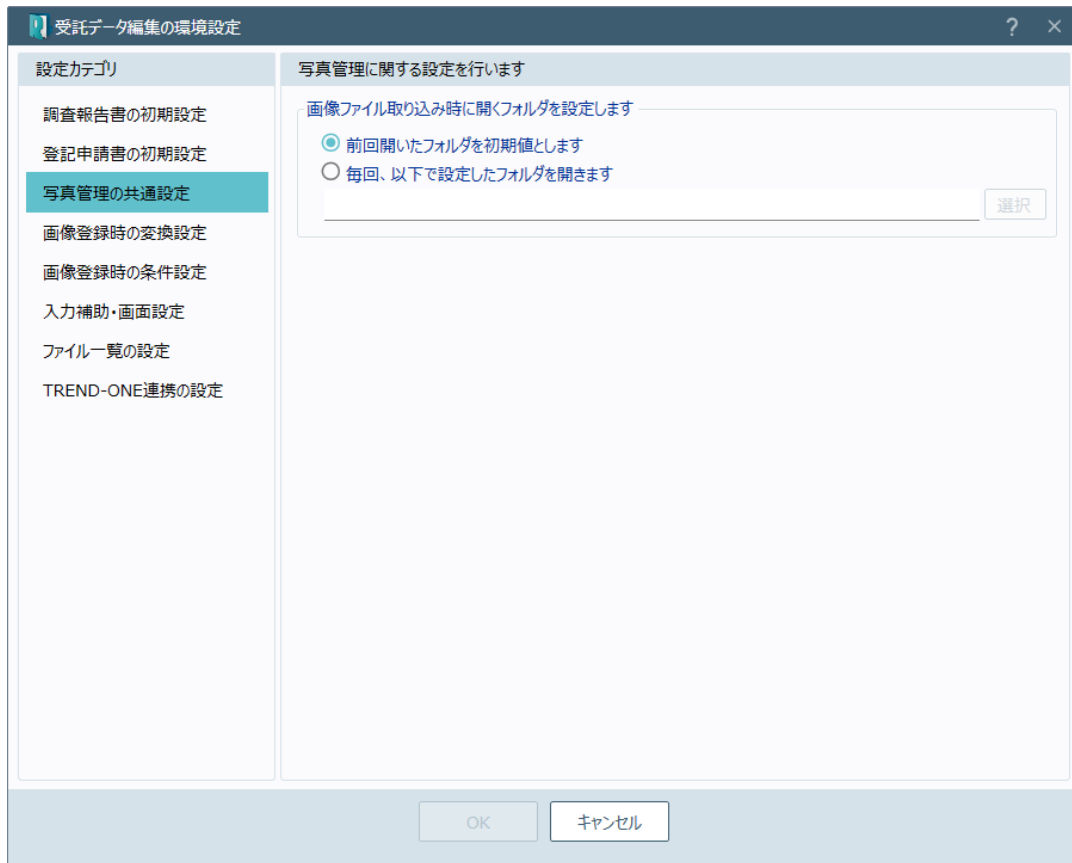 受託データ編集の環境設定
?
×
設定カテゴリ
調査報告書の初期設定
登記申請書の初期設定
写真管理の共通設定
画像登録時の変換設定
画像登録時の条件設定
入力補助・画面設定
ファイル一覧の設定
TREND-ONE連携の設定
写真管理に関する設定を行います
画像ファイル取り込み時に開くフォルダを設定します
前回開いたフォルダを初期値とします
毎回、以下で設定したフォルダを開きます
選択
OK
キャンセル